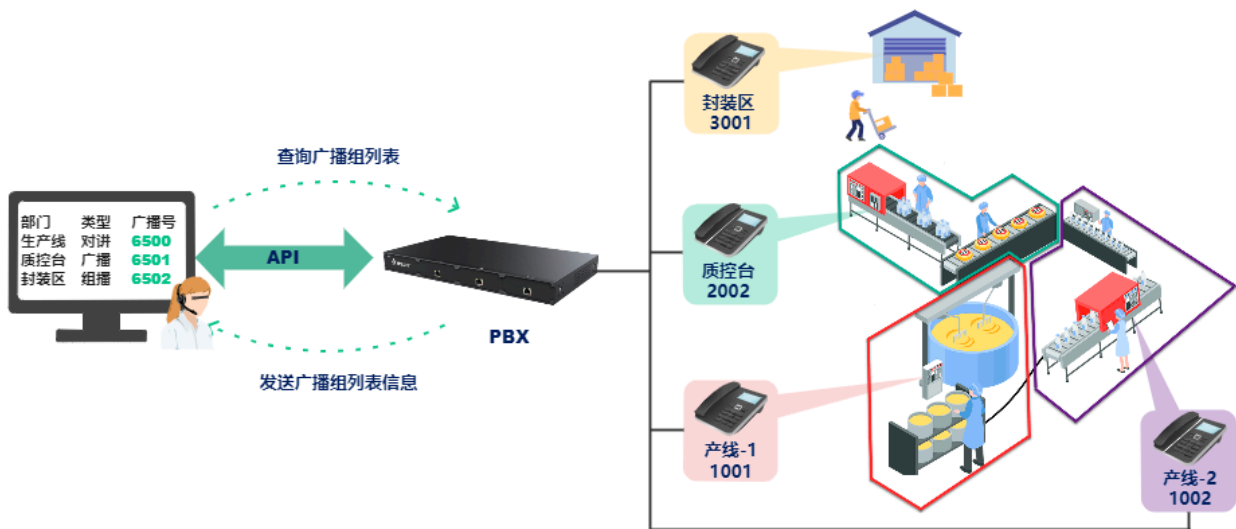 查询广播组列表
部门 类型 广播号
生产线 对讲 6500
质控台 广播 6501
封装区 组播 6502
API
PBX
发送广播组列表信息
封装区
3001
质控台
2002
产线-1
1001
产线-2
1002